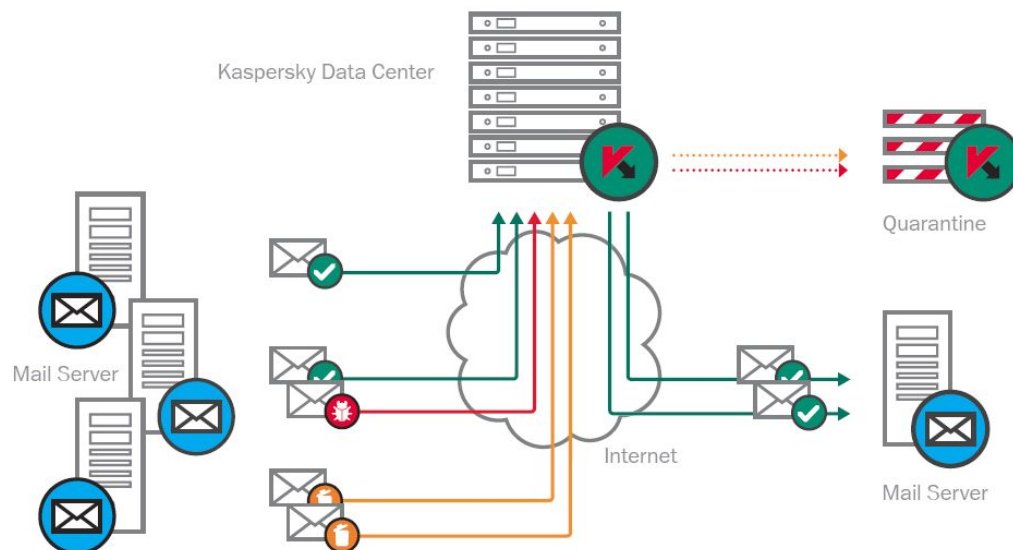 Kaspersky Data Center
Quarantine
Mail Server
Internet
Mail Server